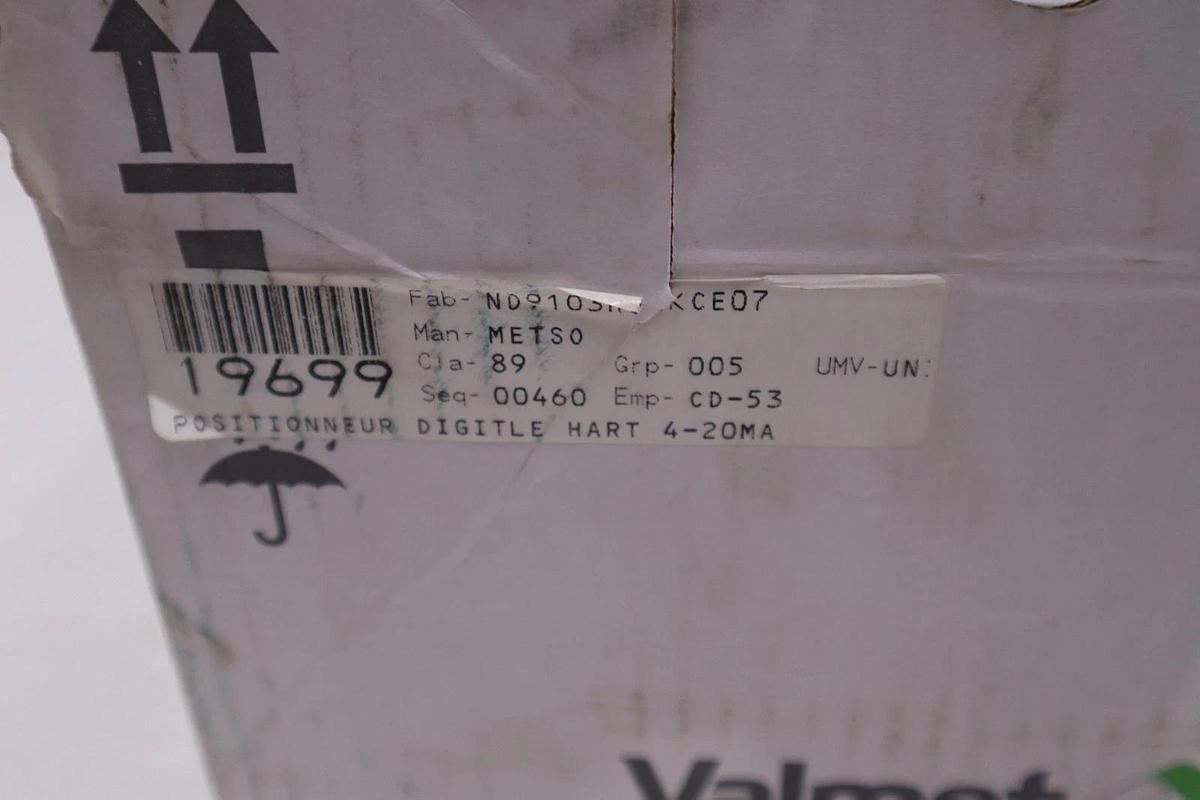 Fab-
Man- METSO
19699
Cla- 89 Grp- 005 UMV-UN:
Seq- 00460 Emp- CD-53
POSITIONNEUR DIGITLE HART 4-20MA
Valmet